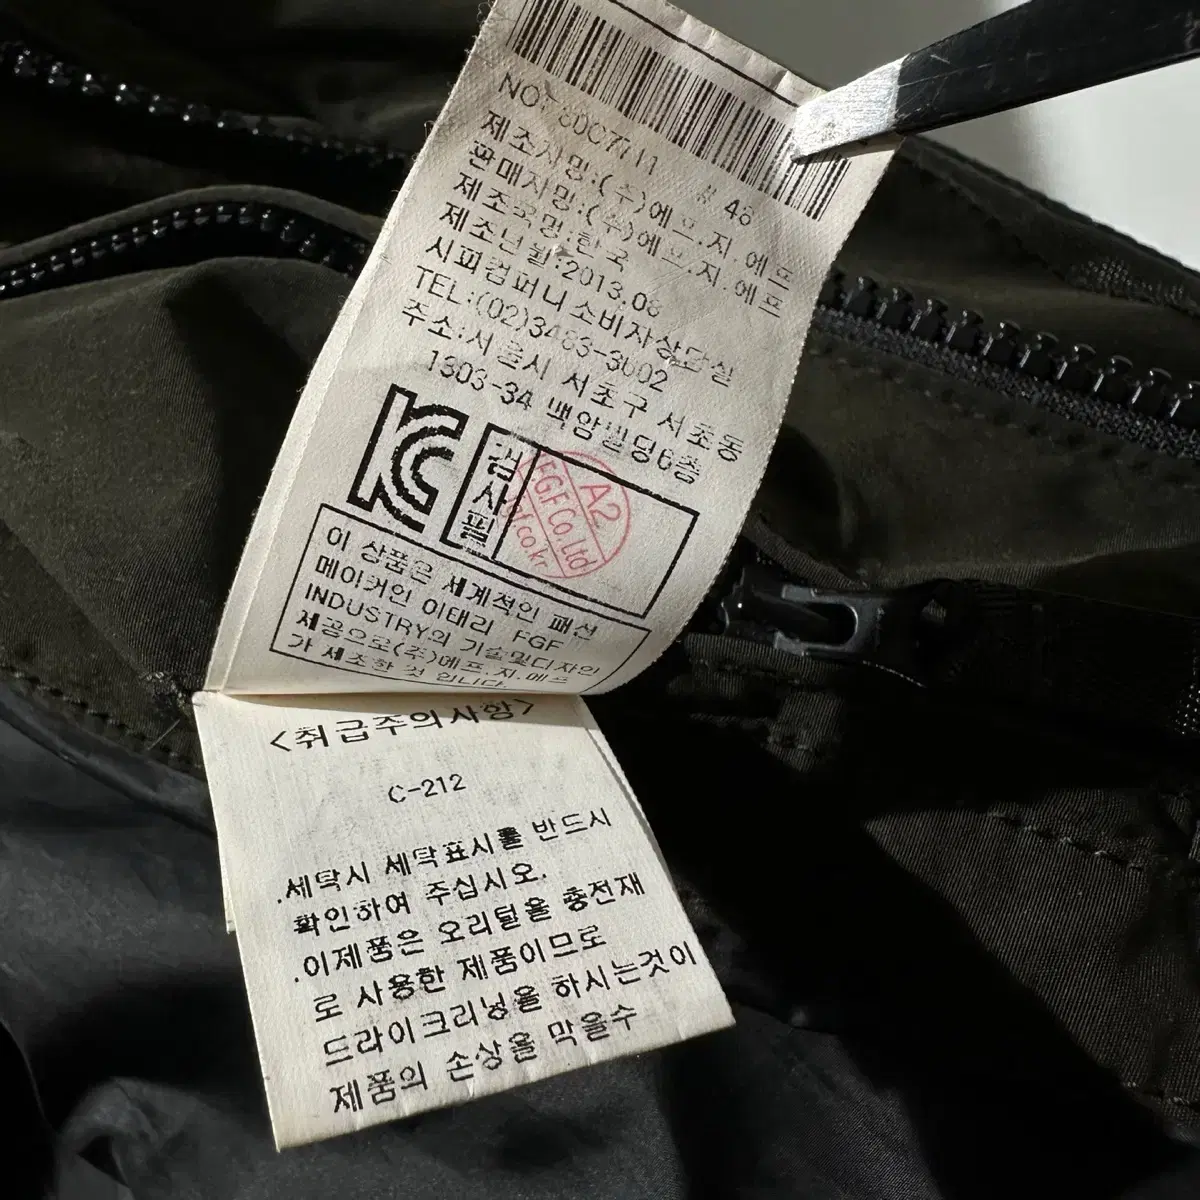 # 48
제조자명:(주)에프.지.에프
판매자명:(주)에프.지.에프
제조국명:한국
제조년월:2013.08
시피컴퍼니소비자상담실
TEL:(02)3483-3002
주소:서울시 서초구 서초동
1303-34 백암빌딩6층
검사필
A2
F.G.F Co.Ltd
이 상품은 세계적인 패션
메이커인 이태리 FGF
INDUSTRY의 기술및디자인
제공으로(주)에프.지.에프
가 제조한 것 입니다.
<취급주의사항>
C-212
.세탁시 세탁표시를 반드시
확인하여 주십시오.
.이제품은 오리털을 충전재
로 사용한 제품이므로
드라이크리닝을 하시는것이
제품의 손상을 막을수